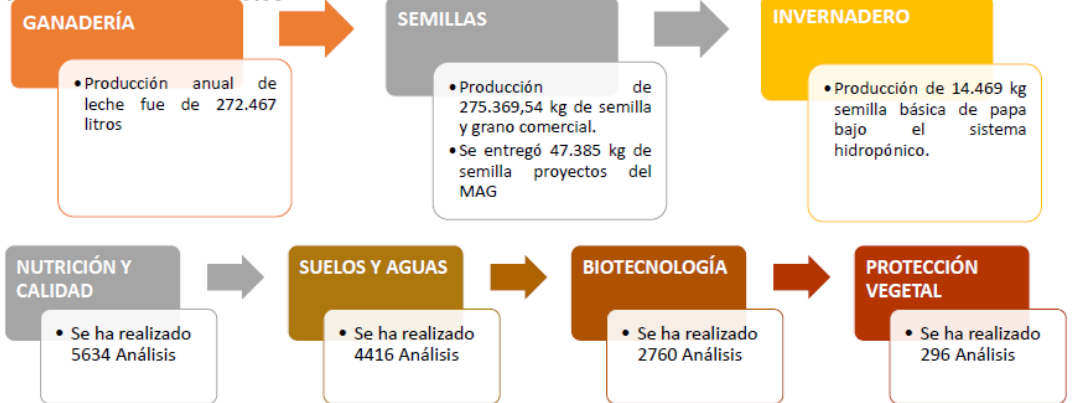 GANADERÍA
• Producción anual de
leche fue de 272.467
litros
SEMILLAS
• Producción de
275.369,54 kg de semilla
y grano comercial.
• Se entregó 47.385 kg de
semilla proyectos del
MAG
INVERNADERO
• Producción de 14.469 kg
semilla básica de papa
bajo el sistema
hidropónico.
NUTRICIÓN Y
CALIDAD
• Se ha realizado
5634 Análisis
SUELOS Y AGUAS
• Se ha realizado
4416 Análisis
BIOTECNOLOGÍA
• Se ha realizado
2760 Análisis
PROTECCIÓN
VEGETAL
• Se ha realizado
296 Análisis